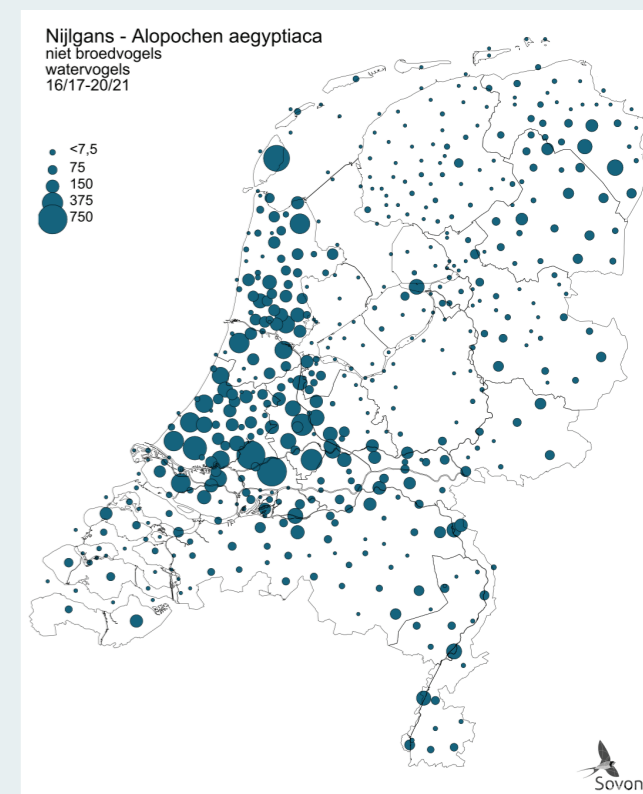 Nijlgans - Alopochen aegyptiaca
niet broedvogels
watervogels
16/17-20/21
<7,5
75
150
375
750
Sovon